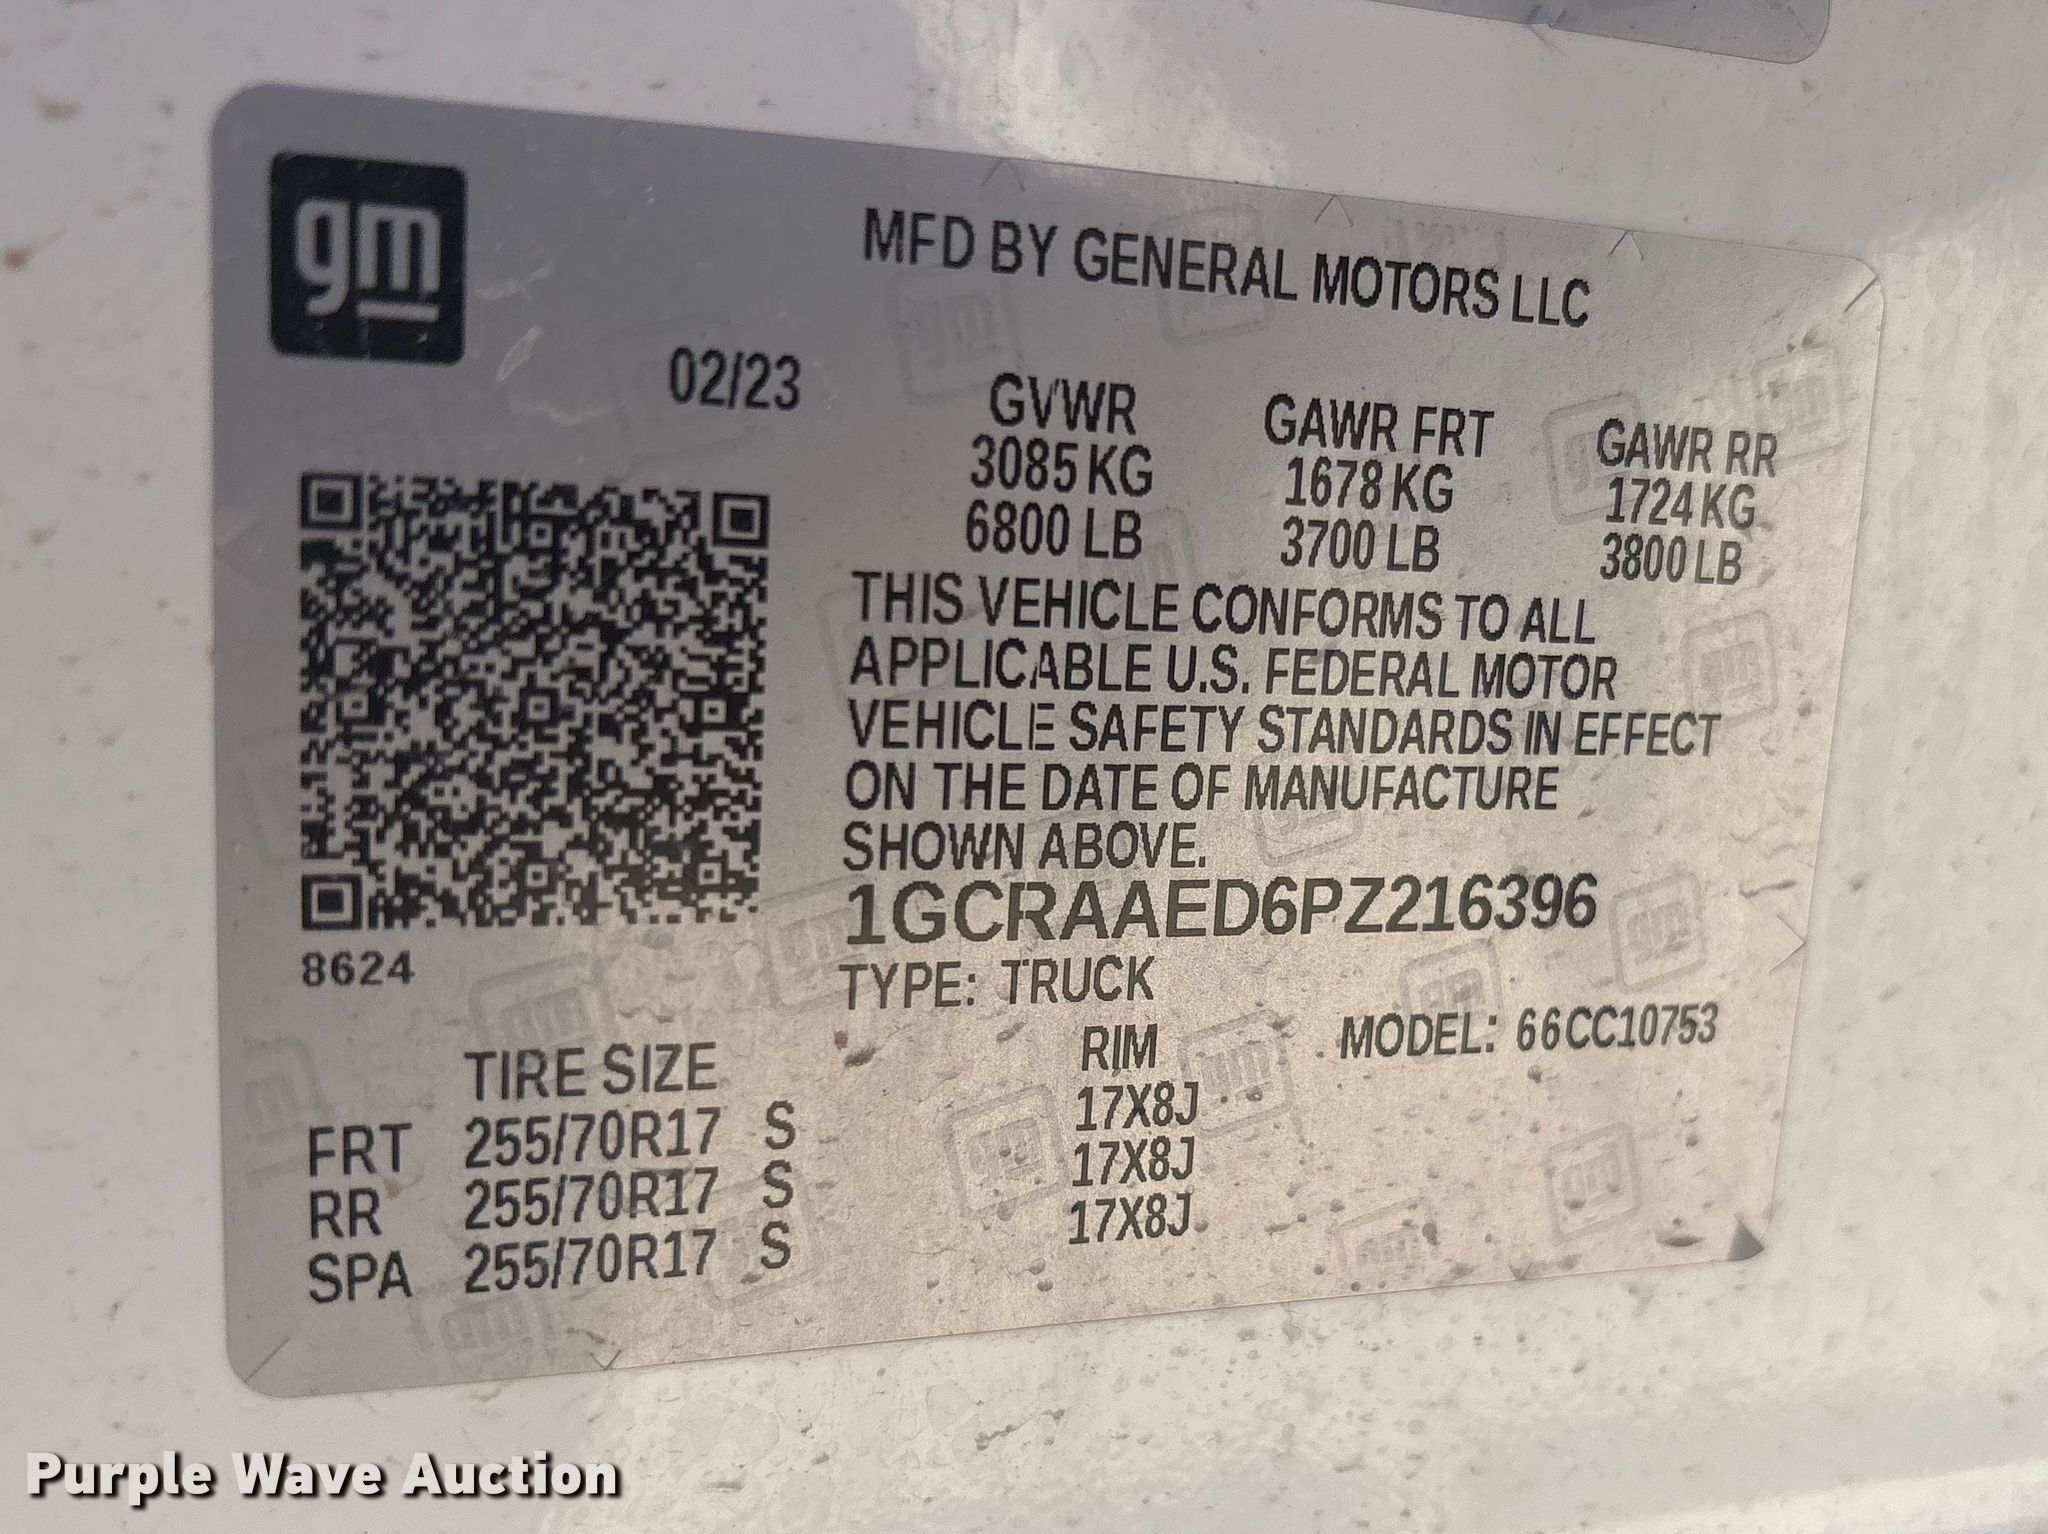 gm
MFD BY GENERAL MOTORS LLC
02/23
GVWR GAWR FRT GAWR RR
3085 KG 1678 KG 1724 KG
6800 LB 3700 LB 3800 LB
THIS VEHICLE CONFORMS TO ALL
APPLICABLE U.S. FEDERAL MOTOR
VEHICLE SAFETY STANDARDS IN EFFECT
ON THE DATE OF MANUFACTURE
SHOWN ABOVE.
1GCRAAED6PZ216396
8624
TYPE: TRUCK
MODEL: 66CC10753
TIRE SIZE RIM
FRT 255/70R17 S 17X8J
RR 255/70R17 S 17X8J
SPA 255/70R17 S 17X8J
Purple Wave Auction